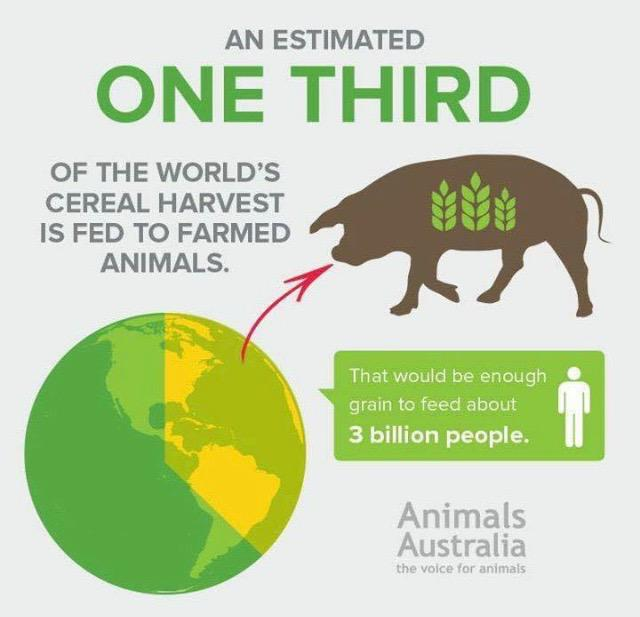 AN ESTIMATED
ONE THIRD
OF THE WORLD'S
CEREAL HARVEST
IS FED TO FARMED
ANIMALS.
That would be enough
grain to feed about
3 billion people.
Animals
Australia
the voice for animals